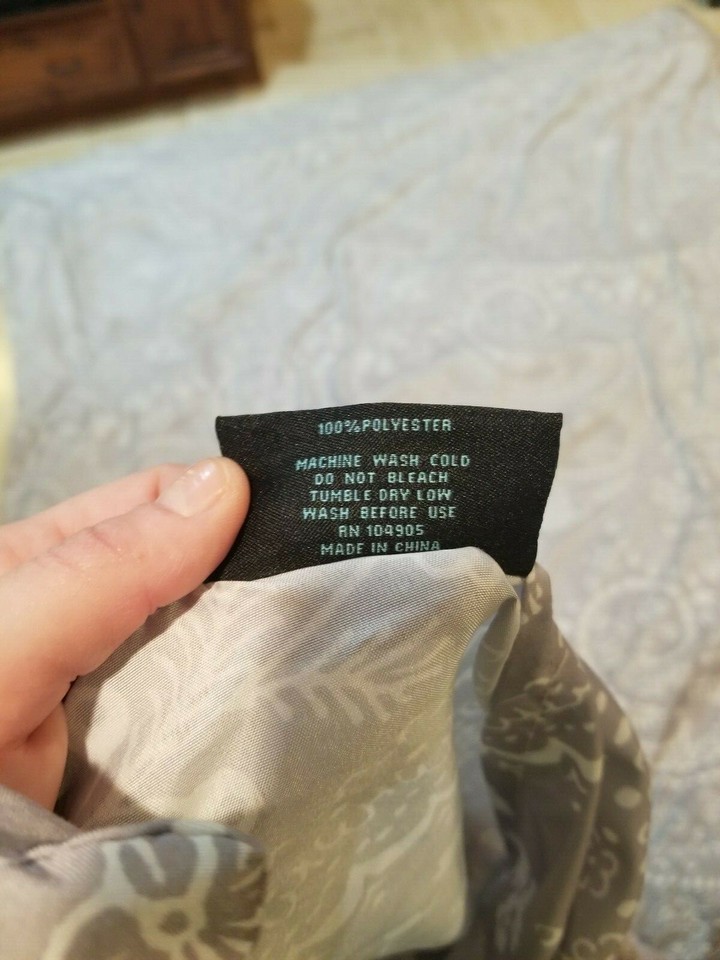 100%POLYESTER
MACHINE WASH COLD
DO NOT BLEACH
TUMBLE DRY LOW
WASH BEFORE USE
RN 104905
MADE IN CHINA